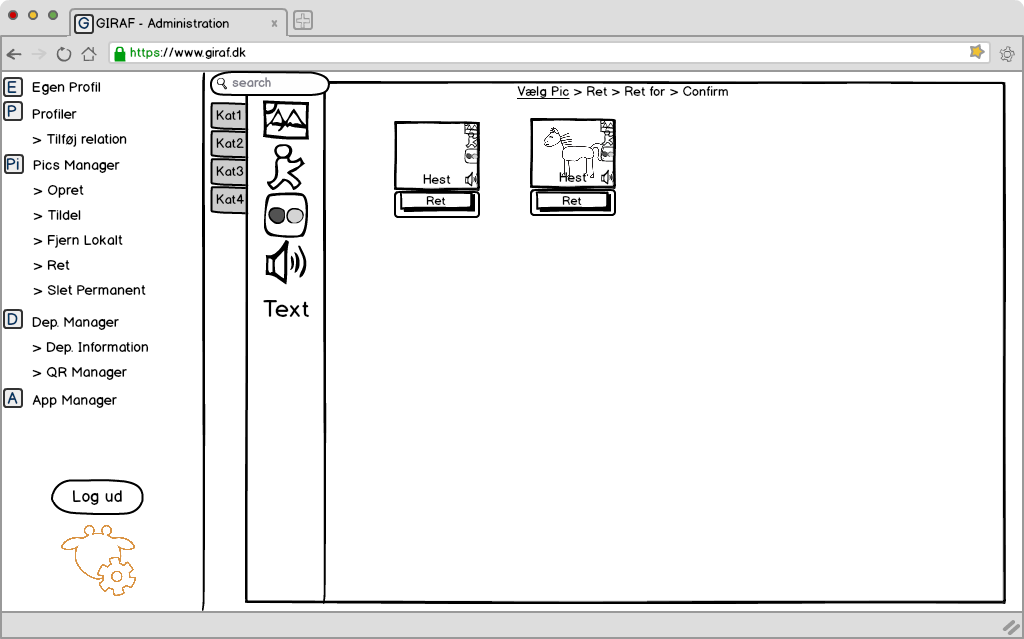 G GIRAF - Administration x
https://www.giraf.dk
E Egen Profil
P Profiler
> Tilføj relation
Pi Pics Manager
> Opret
> Tildel
> Fjern Lokalt
> Ret
> Slet Permanent
D Dep. Manager
> Dep. Information
> QR Manager
A App Manager
Log ud
search
Kat1
Kat2
Kat3
Kat4
Text
Vælg Pic > Ret > Ret for > Confirm
Hest
Ret
Hest
Ret